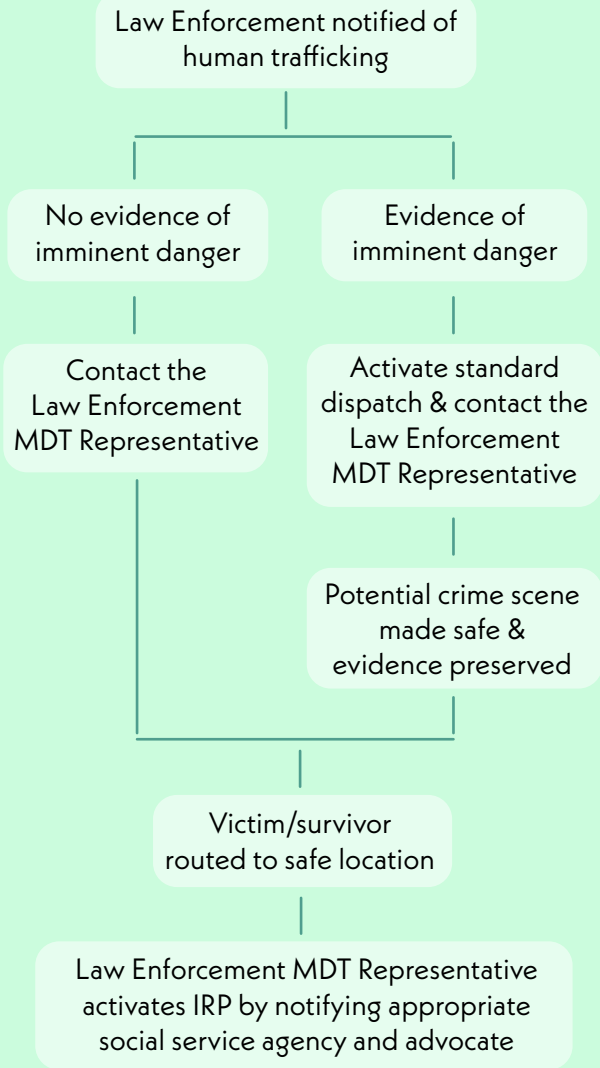 Law Enforcement notified of
human trafficking
No evidence of
imminent danger
Evidence of
imminent danger
Contact the
Law Enforcement
MDT Representative
Activate standard
dispatch & contact the
Law Enforcement
MDT Representative
Potential crime scene
made safe &
evidence preserved
Victim/survivor
routed to safe location
Law Enforcement MDT Representative
activates IRP by notifying appropriate
social service agency and advocate